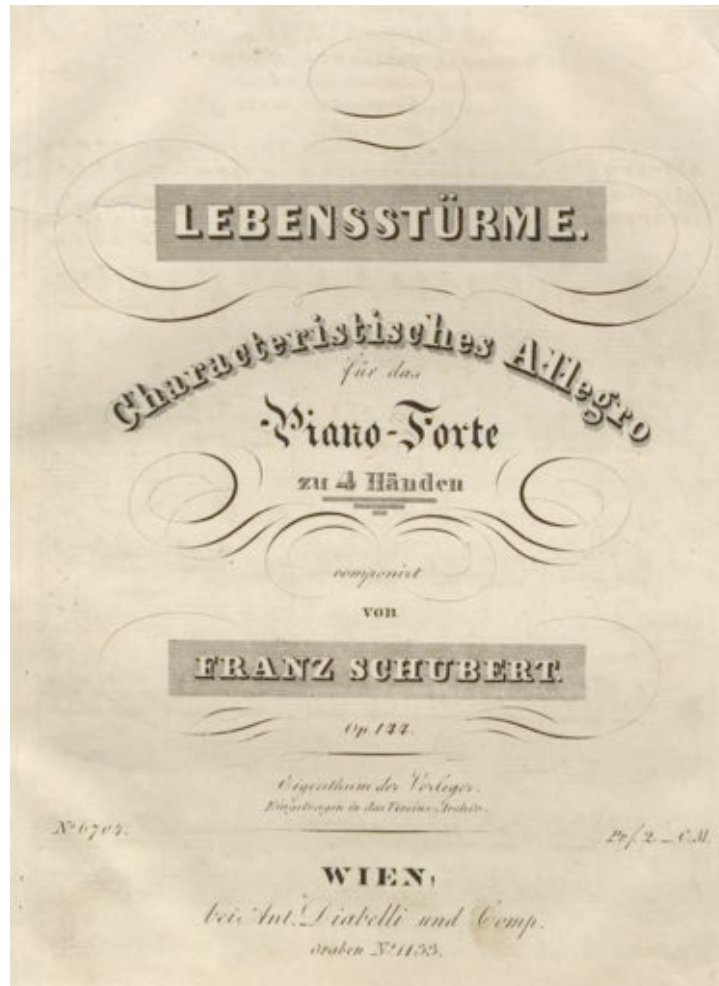 LEBENSSTÜRME.
Characteristisches Allegro
für das
Piano-Forte
zu 4 Händen
componirt
von
FRANZ SCHUBERT.
Op. 144.
Eigenthum der Verleger.
Eingetragen in das Vereins-Archiv.
Nº 6704.
Pr. f. 2. _ C.M.
WIEN,
bei Ant. Diabelli und Comp.
Graben Nº 1133.